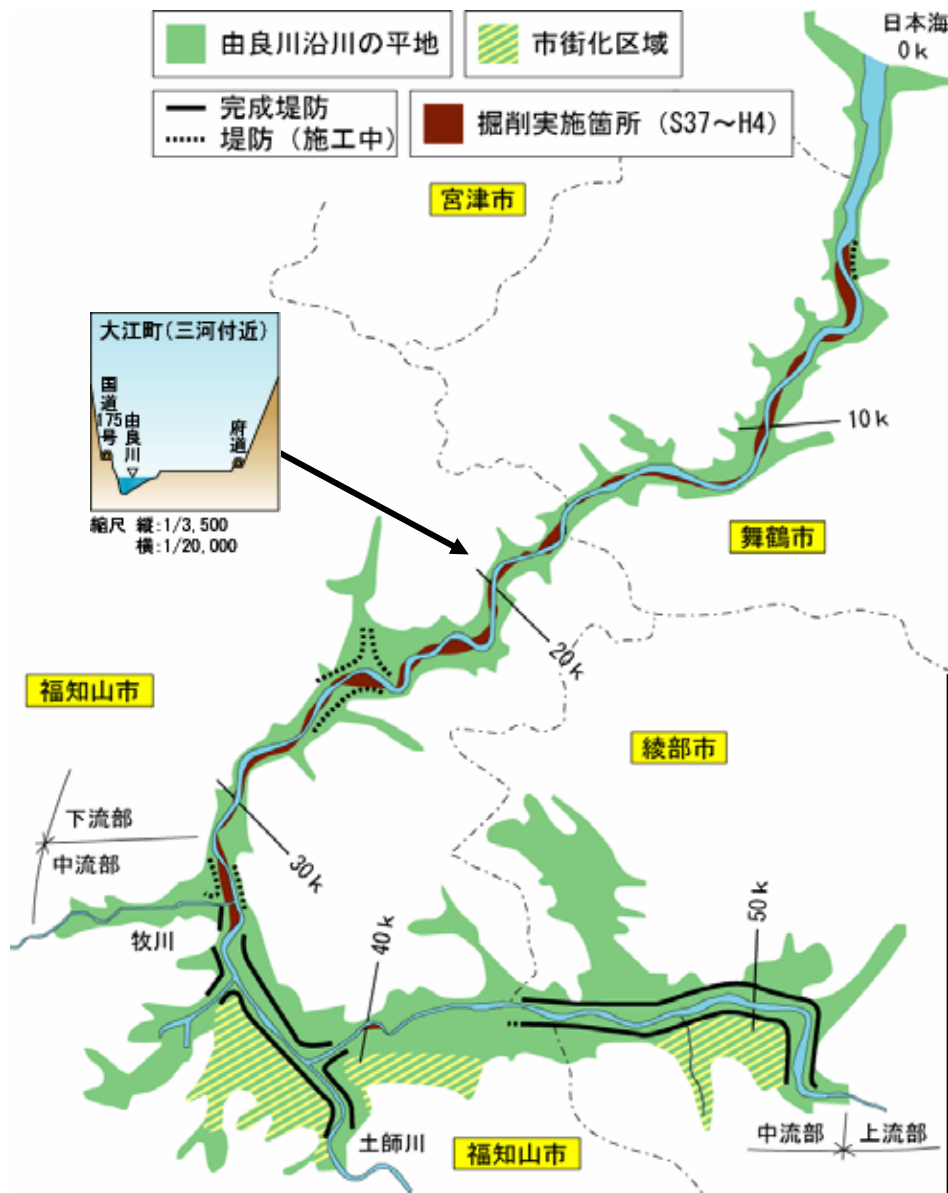 日本海
0k
由良川沿川の平地
市街化区域
完成堤防
堤防（施工中）
掘削実施箇所（S37～H4）
宮津市
大江町(三河付近)
国道175号
由良川
▽
府道
縮尺 縦:1/3,500
横:1/20,000
10k
舞鶴市
20k
福知山市
綾部市
下流部
中流部
30k
牧川
40k
50k
土師川
福知山市
中流部
上流部